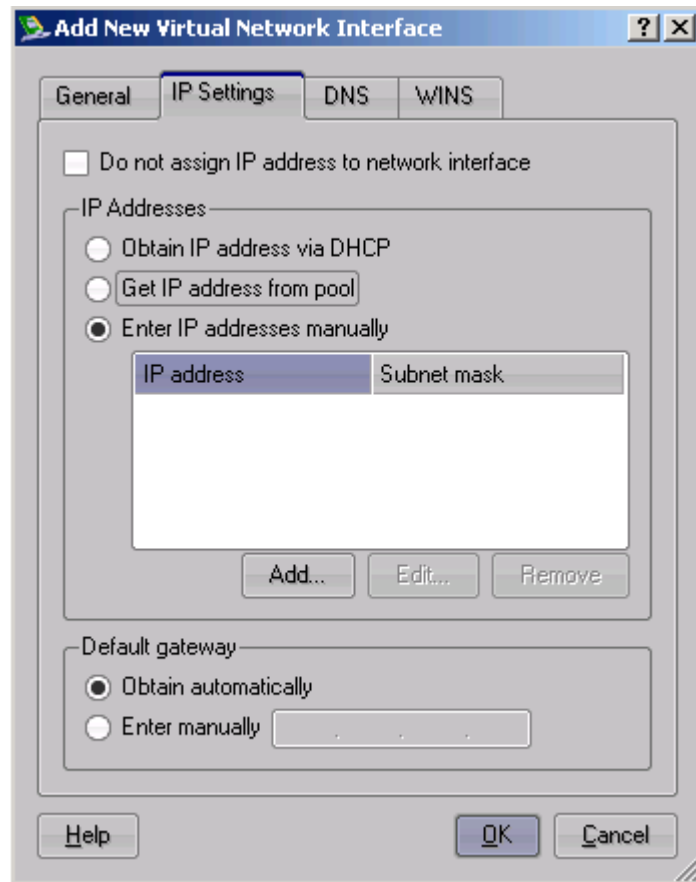 Add New Virtual Network Interface
General IP Settings DNS WINS
Do not assign IP address to network interface
IP Addresses
Obtain IP address via DHCP
Get IP address from pool
Enter IP addresses manually
IP address Subnet mask
Add... Edit... Remove
Default gateway
Obtain automatically
Enter manually . . .
Help OK Cancel